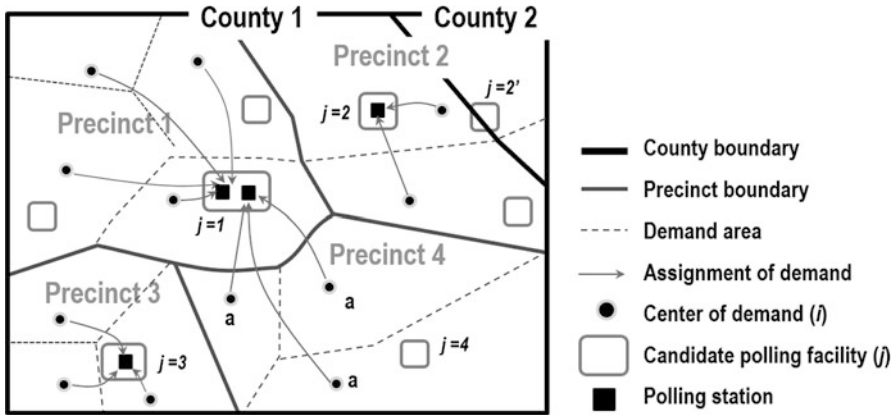 County 1
County 2
Precinct 2
j=2
j=2'
Precinct 1
j=1
Precinct 4
Precinct 3
a
a
a
j=3
j=4
County boundary
Precinct boundary
Demand area
Assignment of demand
Center of demand (i)
Candidate polling facility (j)
Polling station